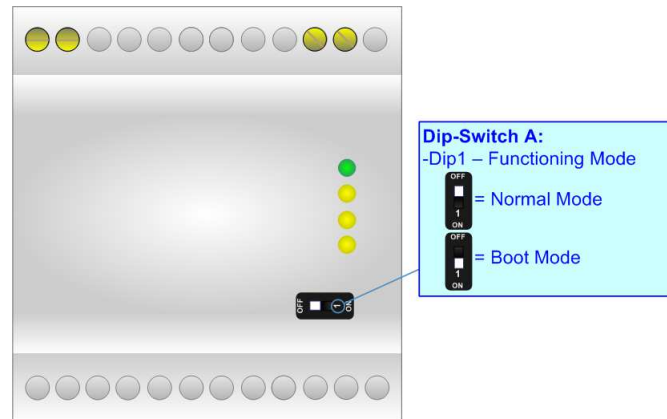 Dip-Switch A:
-Dip1 – Functioning Mode
OFF
1
ON
= Normal Mode
OFF
1
ON
= Boot Mode
OFF
1
ON